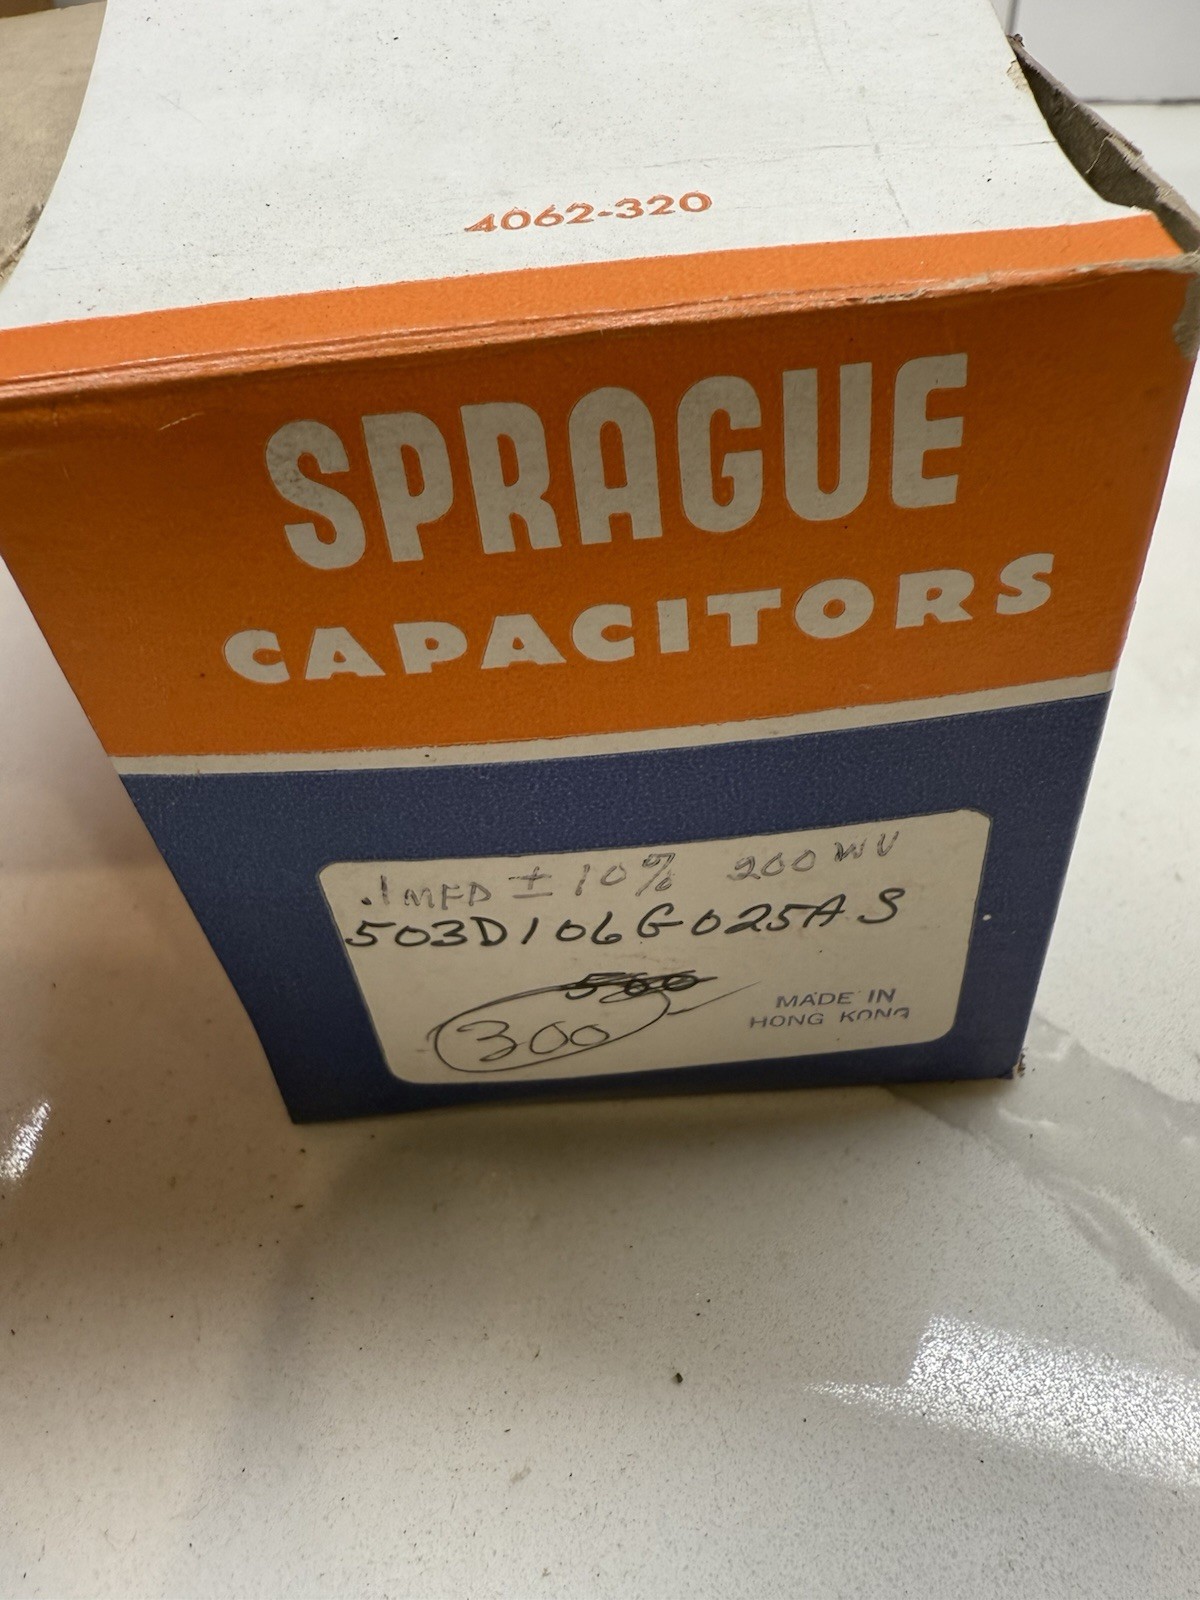 4062-320
SPRAGUE
CAPACITORS
.1MFD ± 10% 200 WV
503D106G025AS
500
300
MADE IN
HONG KONG